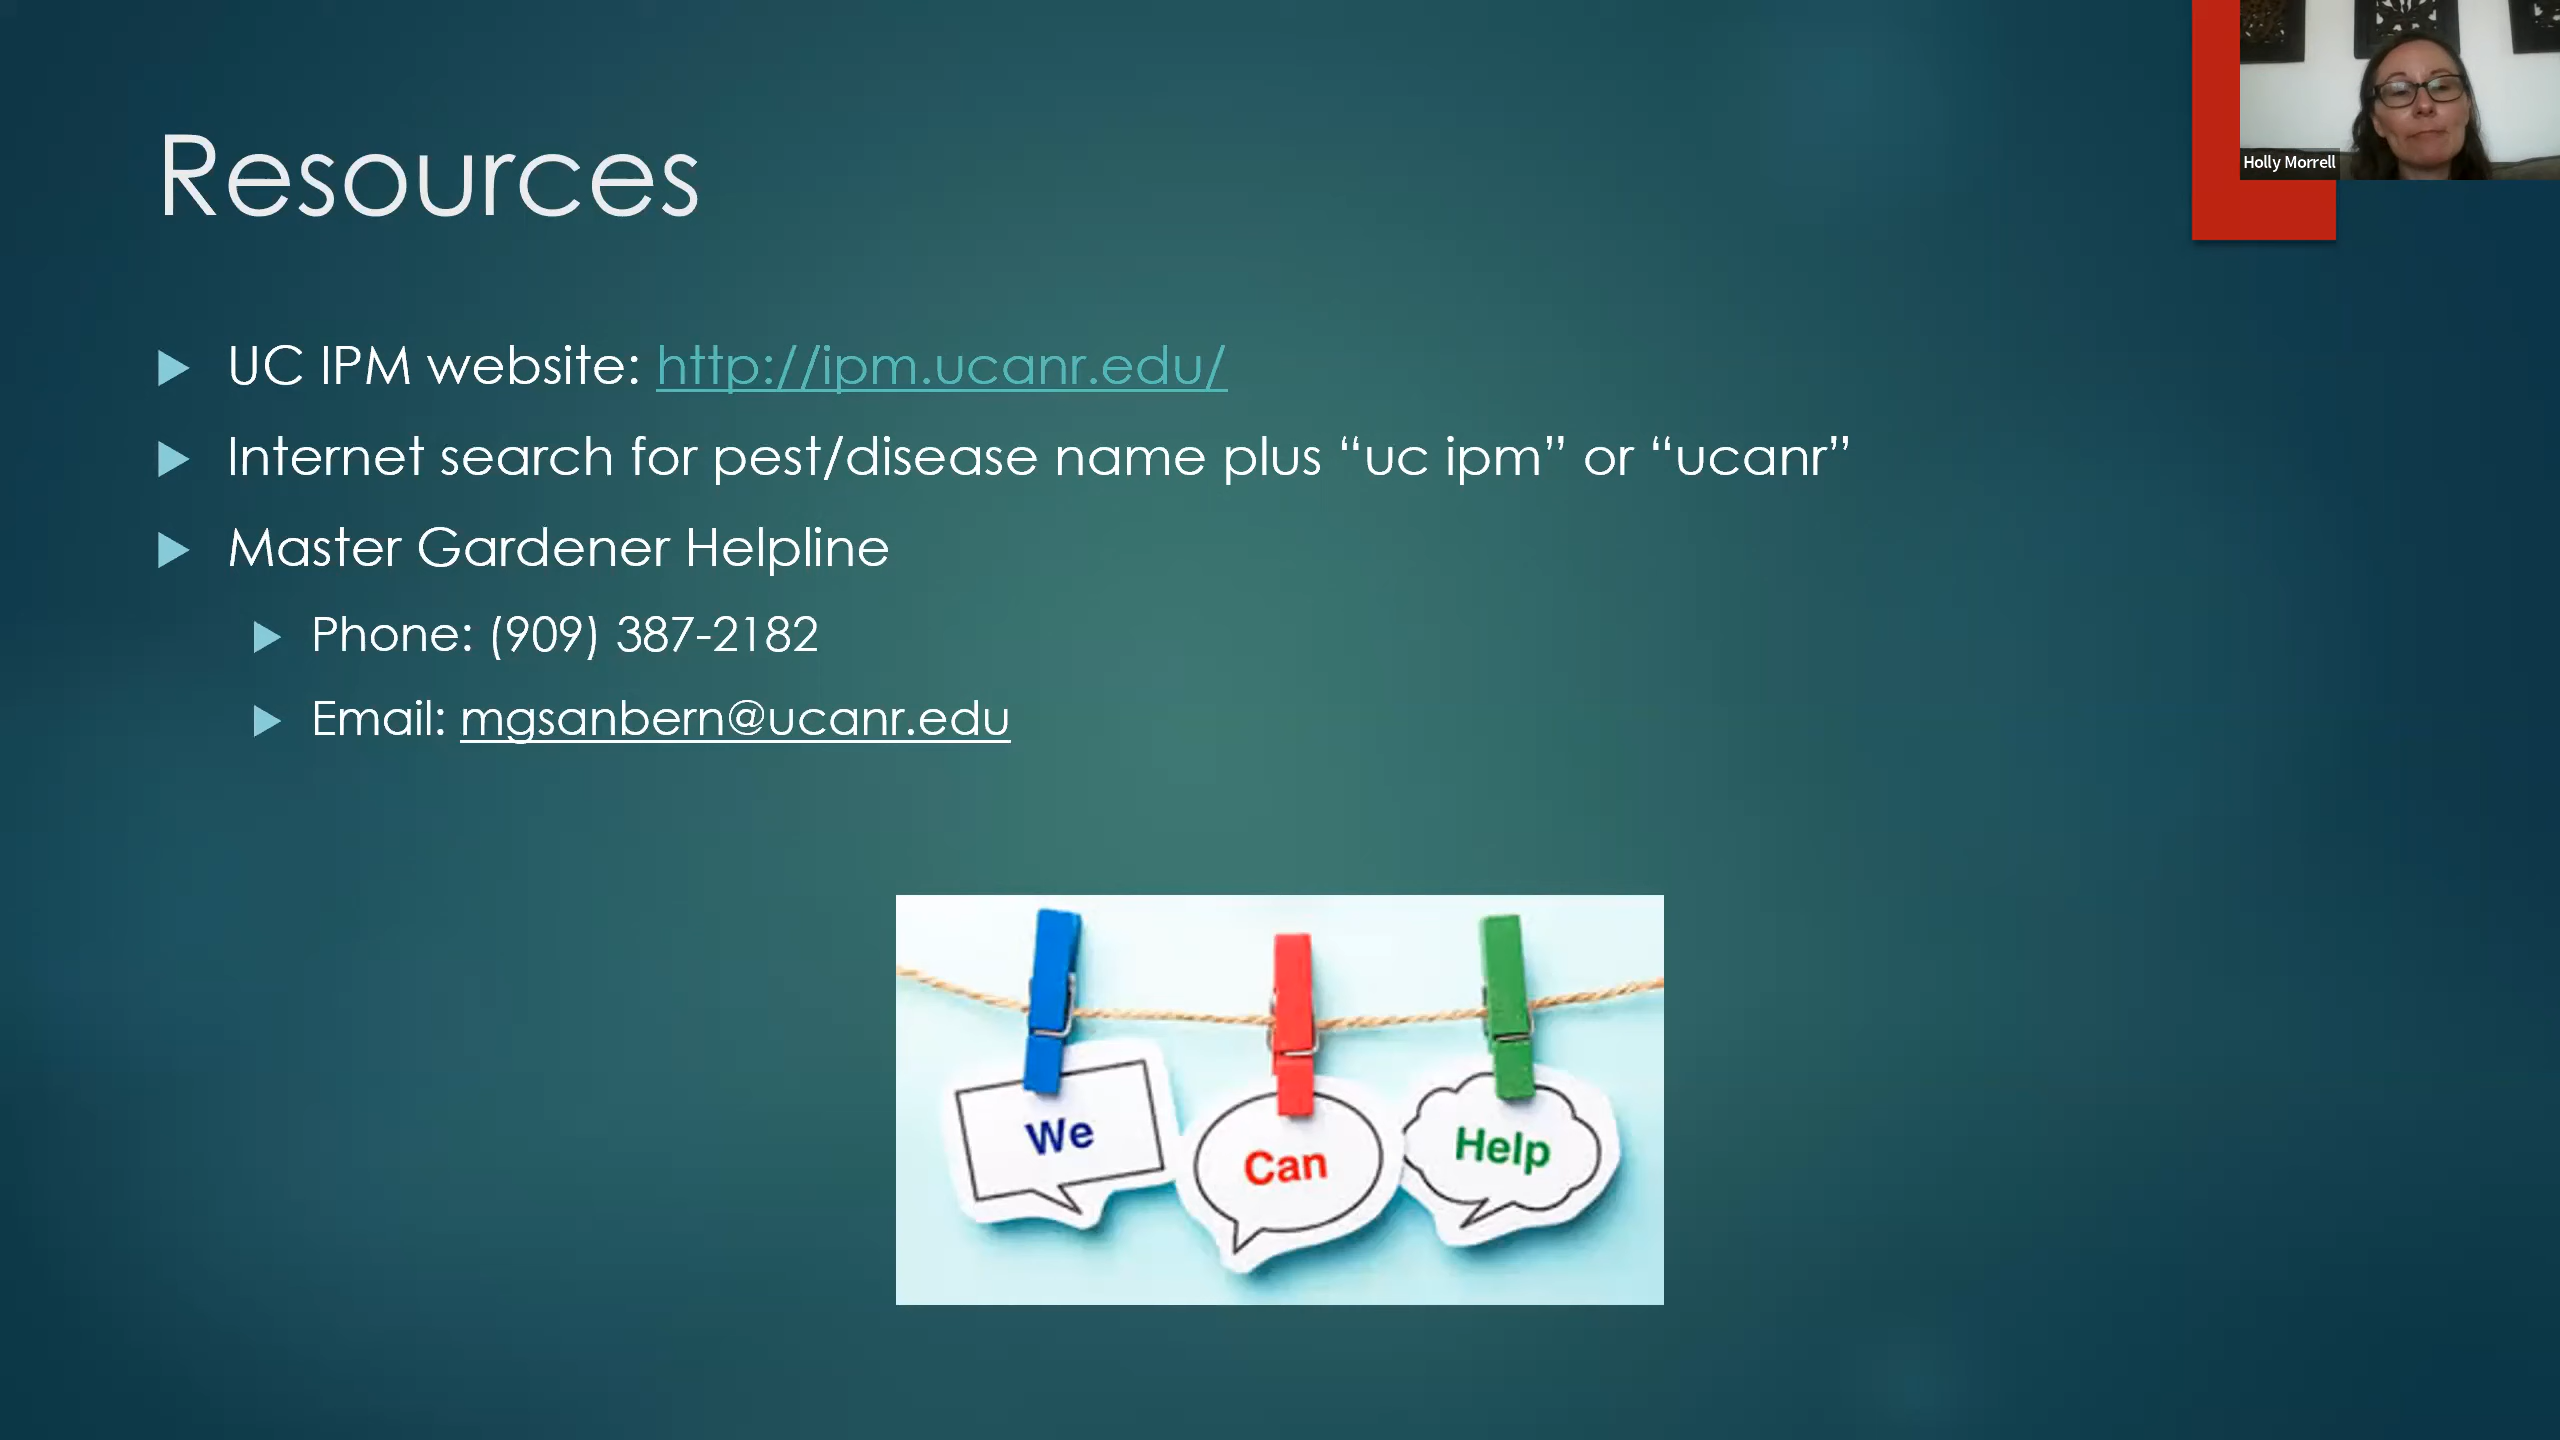 Resources
Holly Morrell
UC IPM website: http://ipm.ucanr.edu/
Internet search for pest/disease name plus “uc ipm” or “ucanr”
Master Gardener Helpline
Phone: (909) 387-2182
Email: mgsanbern@ucanr.edu
We
Can
Help